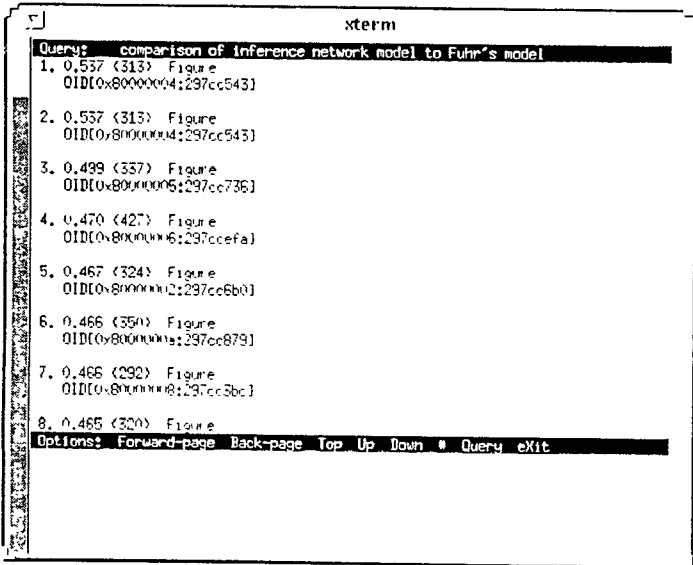 xterm
Query: comparison of inference network model to Fuhr's model
1. 0.537 (313) Figure
OID[0x80000004:297cc543]
2. 0.537 (313) Figure
OID[0x80000004:297cc543]
3. 0.499 (337) Figure
OID[0x80000005:297cc736]
4. 0.470 (427) Figure
OID[0x80000006:297ccefa]
5. 0.467 (324) Figure
OID[0x80000002:297cc6b0]
6. 0.466 (350) Figure
OID[0x8000000a:297cc879]
7. 0.466 (292) Figure
OID[0x80000008:297cc3bc]
8. 0.465 (320) Figure
Options: Forward-page Back-page Top Up Down # Query eXit